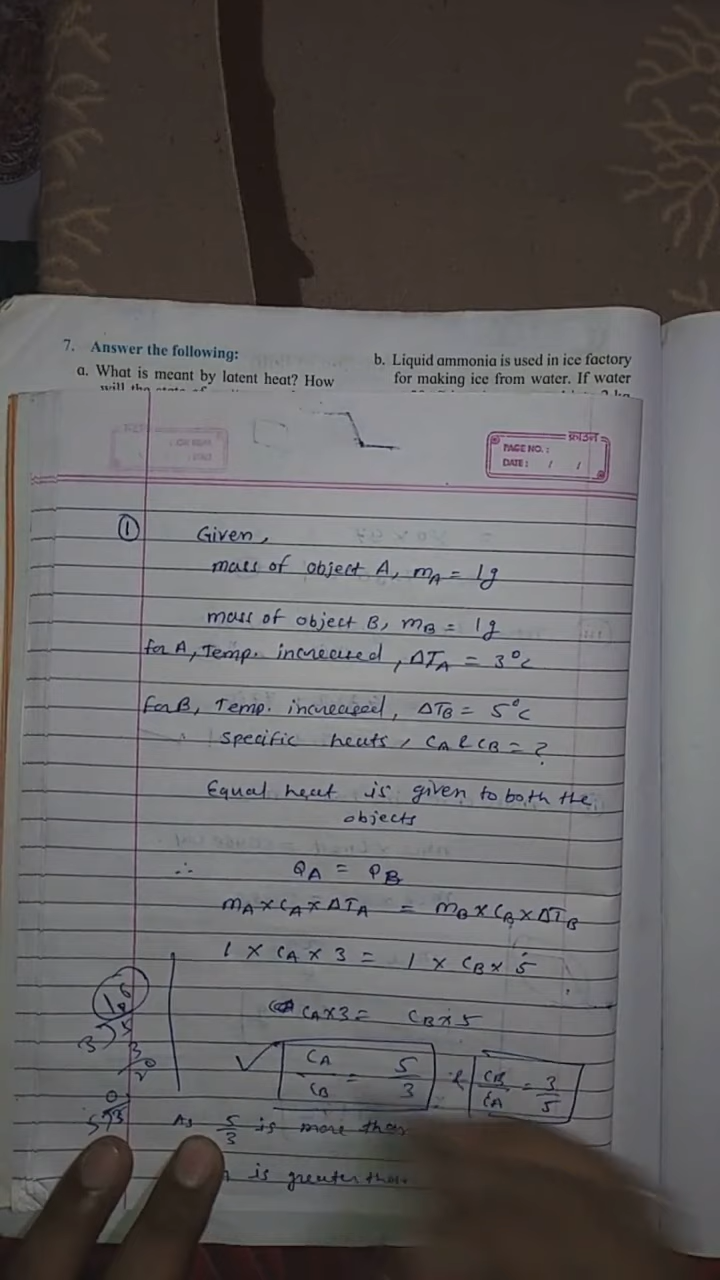 7. Answer the following:
a. What is meant by latent heat? How
b. Liquid ammonia is used in ice factory
for making ice from water. If water
PAGE NO. :
DATE : / /
① Given,
mass of object A, mA = 1g
mass of object B, mB = 1g
for A, Temp. increased, ΔTA = 3°C
for B, Temp. increased, ΔTB = 5°C
specific heats, CA & CB = ?
Equal heat is given to both the
objects
∴ QA = QB
mA × CA × ΔTA = mB × CB × ΔTB
1 × CA × 3 = 1 × CB × 5
CA × 3 = CB × 5
CA/CB = 5/3 & CB/CA = 3/5
As 5/3 is more than
is greater than